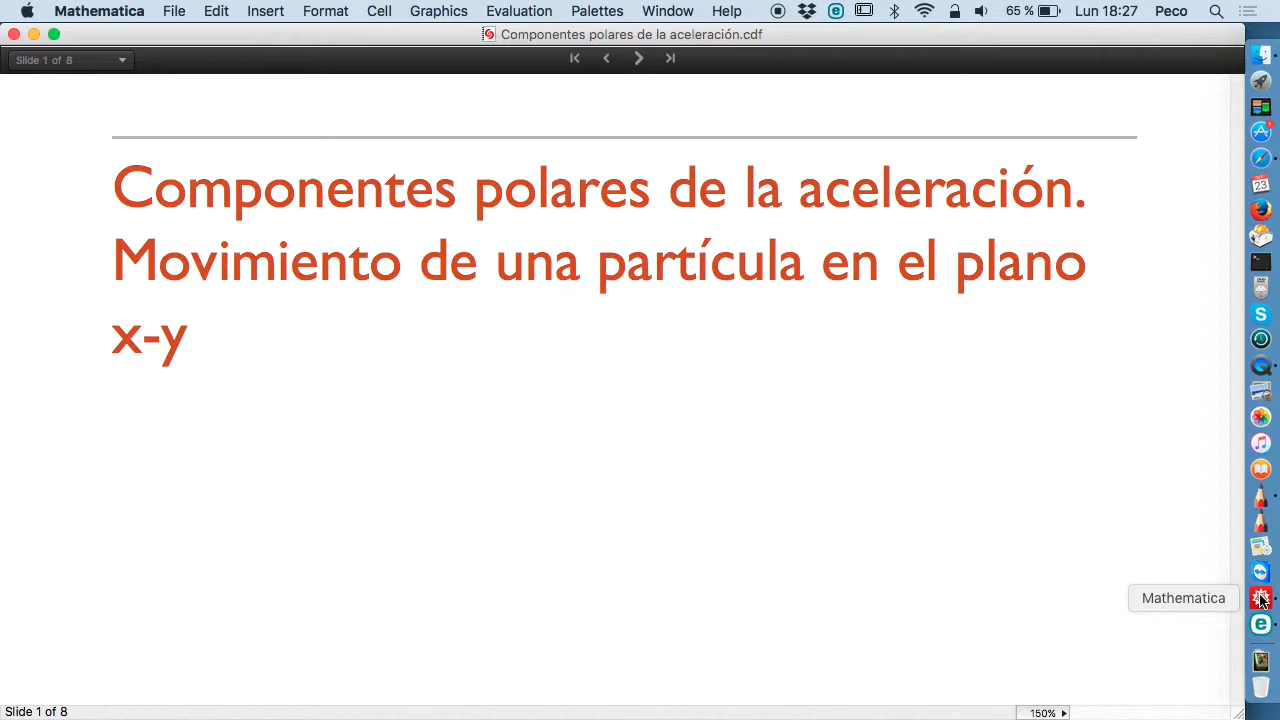 Mathematica File Edit Insert Format Cell Graphics Evaluation Palettes Window Help 65 % Lun 18:27 Peco
Componentes polares de la aceleración.cdf
Slide 1 of 8
Componentes polares de la aceleración.
Movimiento de una partícula en el plano
x-y
23
Mathematica
Slide 1 of 8
150%